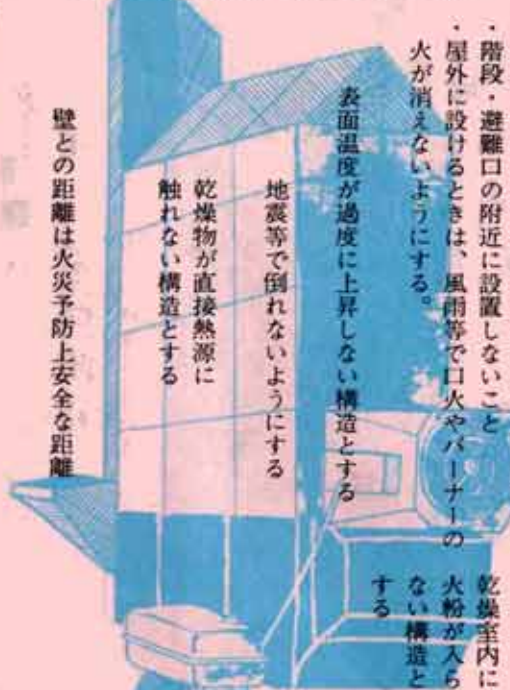 ・階段・避難口の附近に設置しないこと
・屋外に設けるときは、風雨等で口火やバーナーの
火が消えないようにする。
表面温度が過度に上昇しない構造とする
地震等で倒れないようにする
乾燥物が直接熱源に
触れない構造とする
壁との距離は火災予防上安全な距離
乾燥室内に
火粉が入ら
ない構造と
する